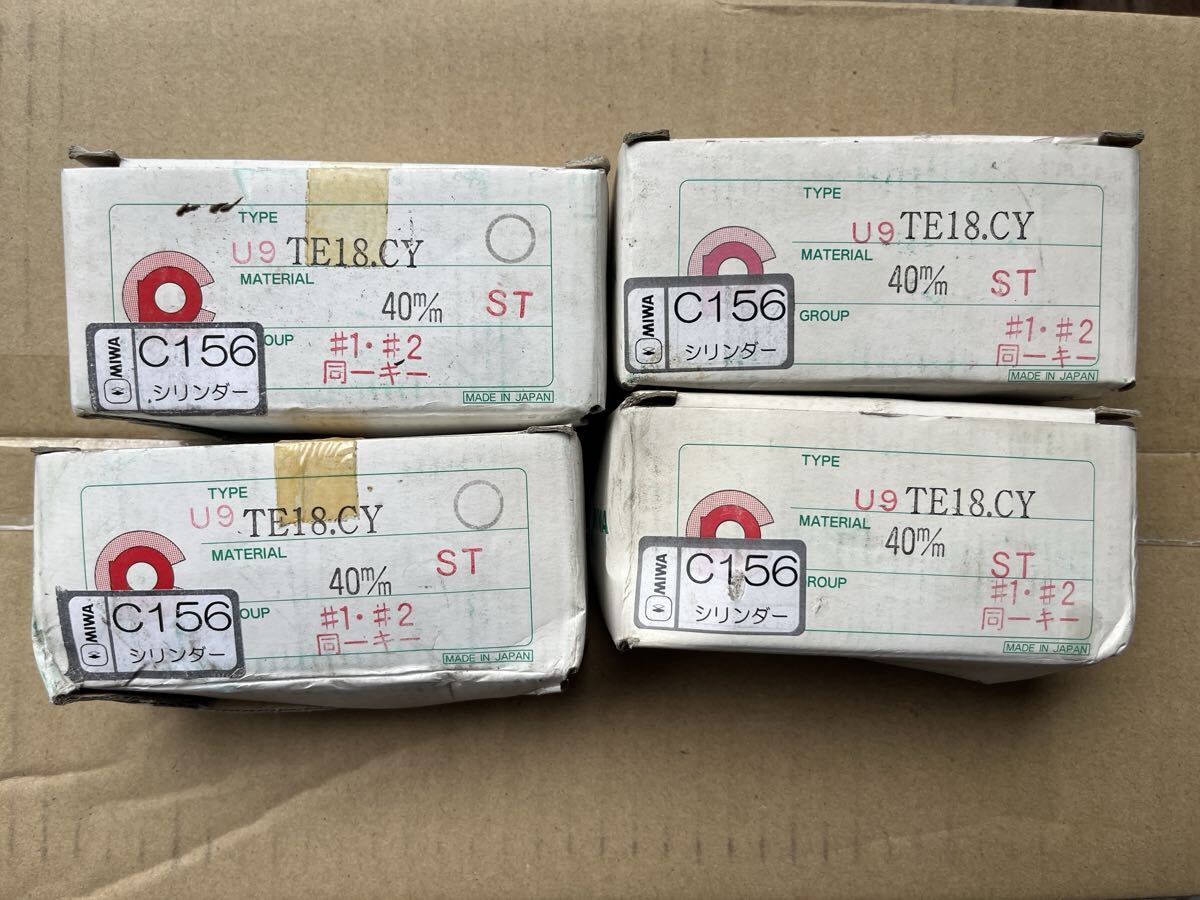 TYPE
U9 TE18.CY
MATERIAL
40m/m ST
OUP
#1・#2
同一キー
MADE IN JAPAN
MIWA
C156
シリンダー
TYPE
U9 TE18.CY
MATERIAL
40m/m ST
GROUP
#1・#2
同一キー
MADE IN JAPAN
MIWA
C156
シリンダー
TYPE
U9 TE18.CY
MATERIAL
40m/m ST
OUP
#1・#2
同一キー
MADE IN JAPAN
MIWA
C156
シリンダー
TYPE
U9 TE18.CY
MATERIAL
40m/m
ST
ROUP
#1・#2
同一キー
MADE IN JAPAN
MIWA
C156
シリンダー